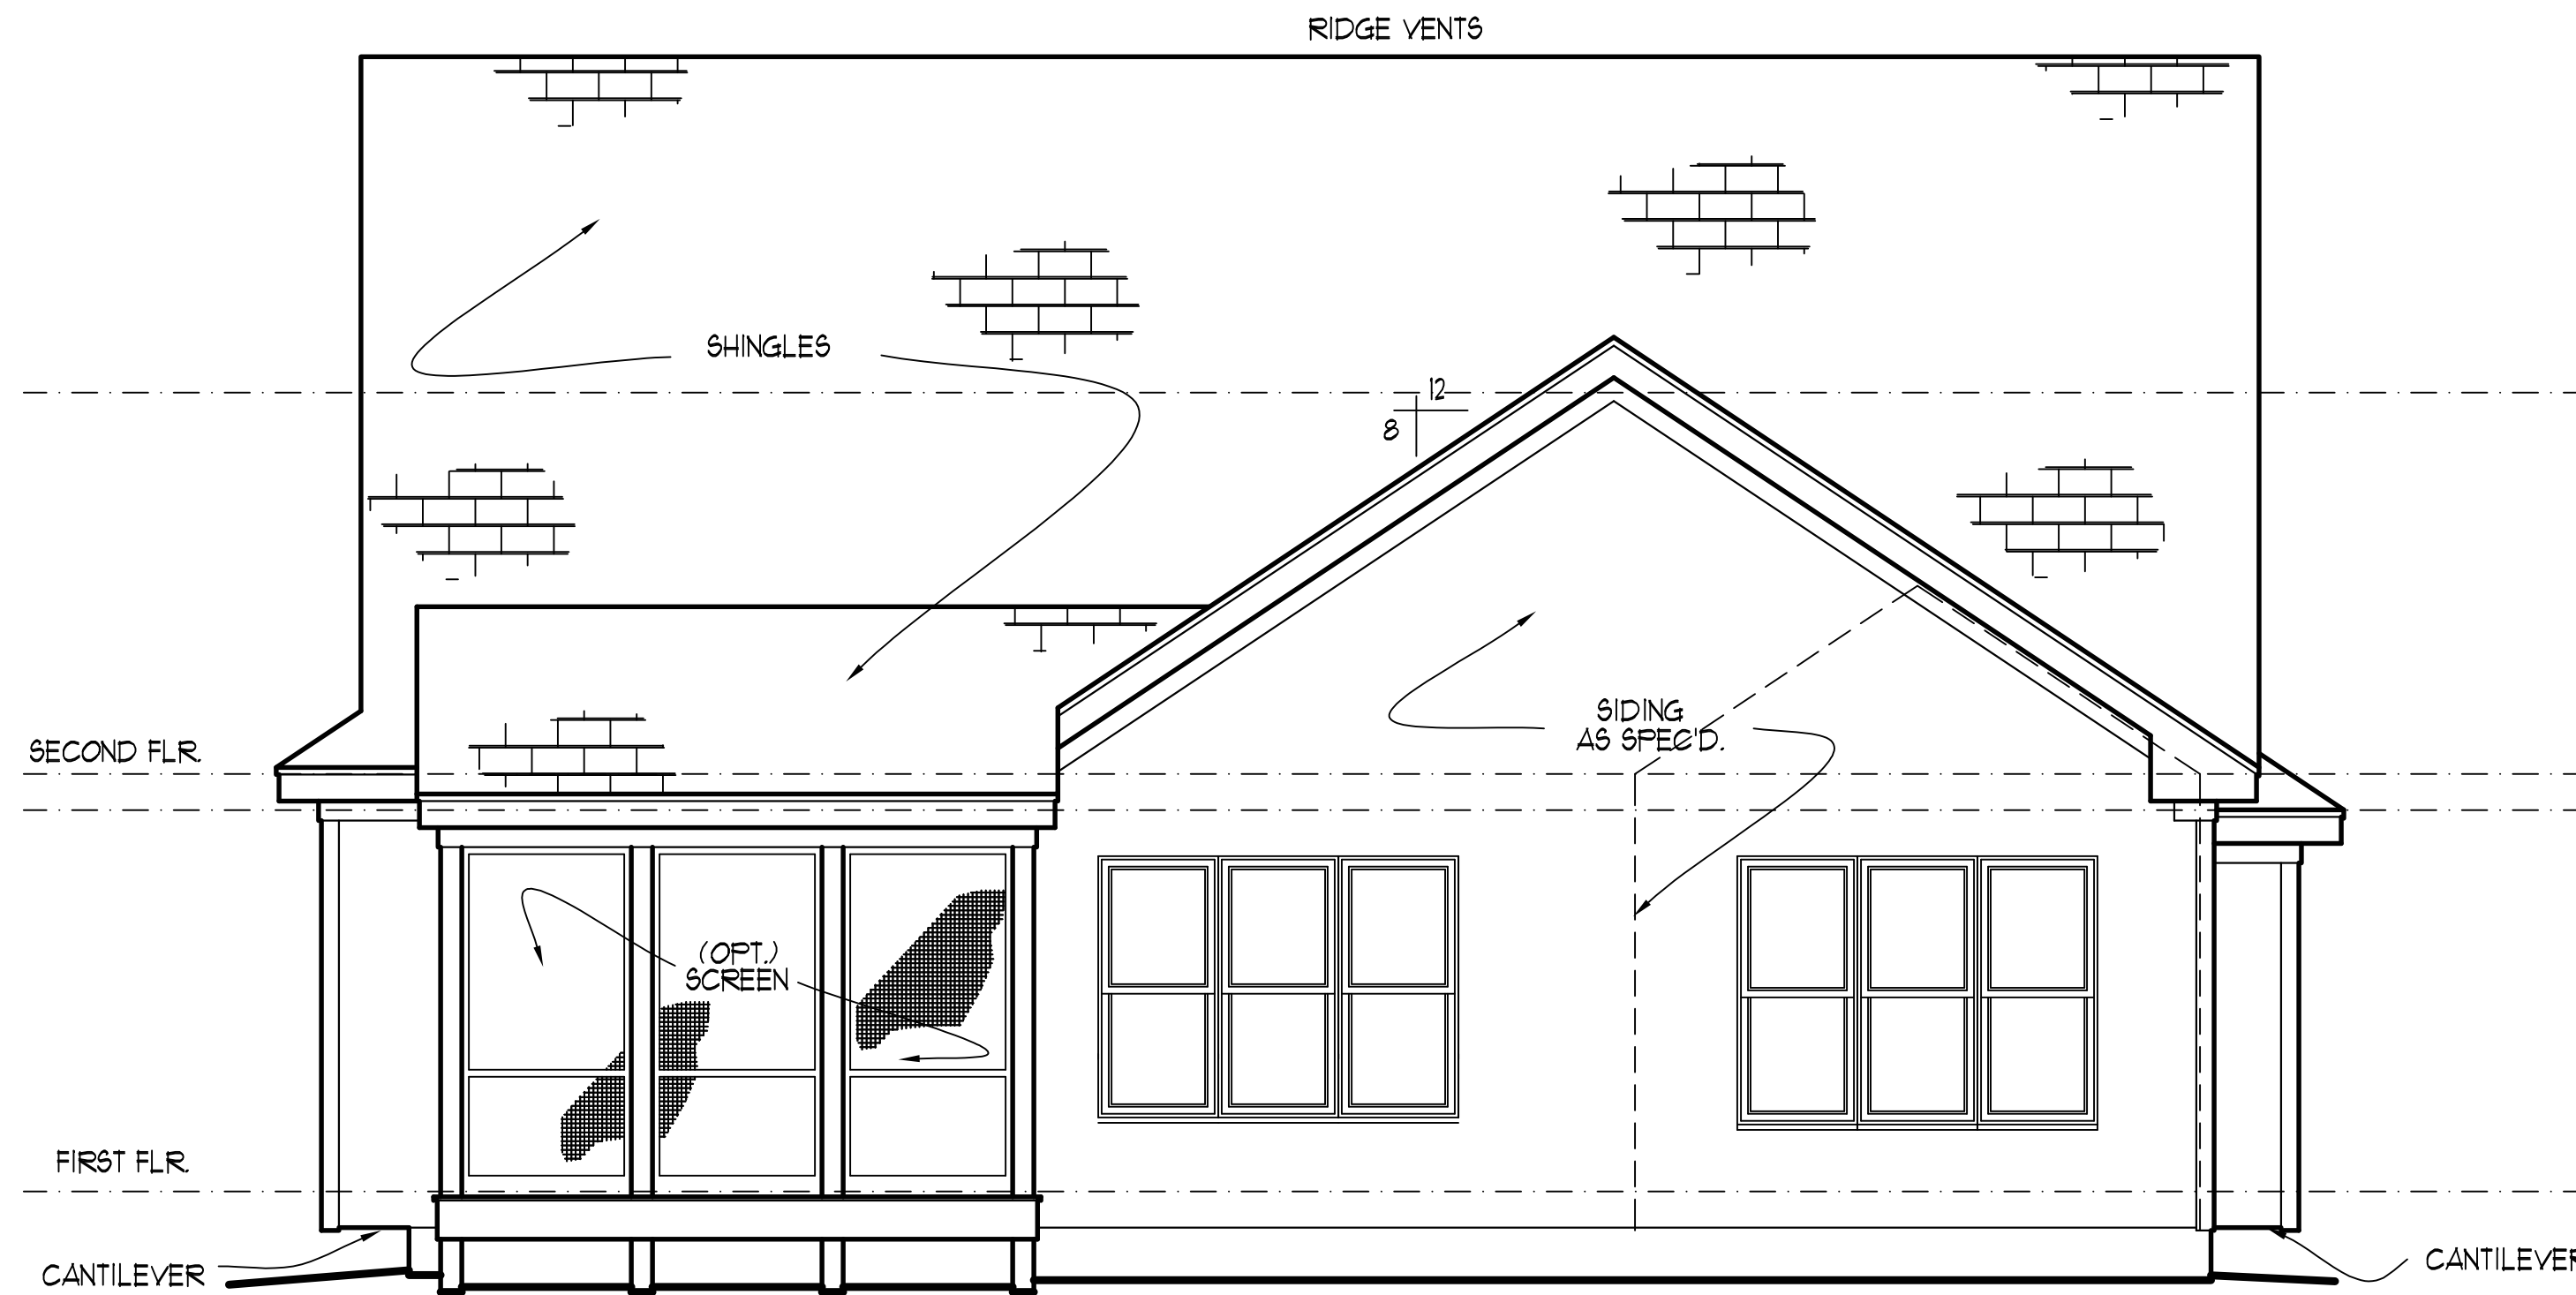 RIDGE VENTS
SHINGLES
12
8
SIDING
AS SPEC'D.
SECOND FLR.
(OPT.)
SCREEN
FIRST FLR.
CANTILEVER
CANTILEVER